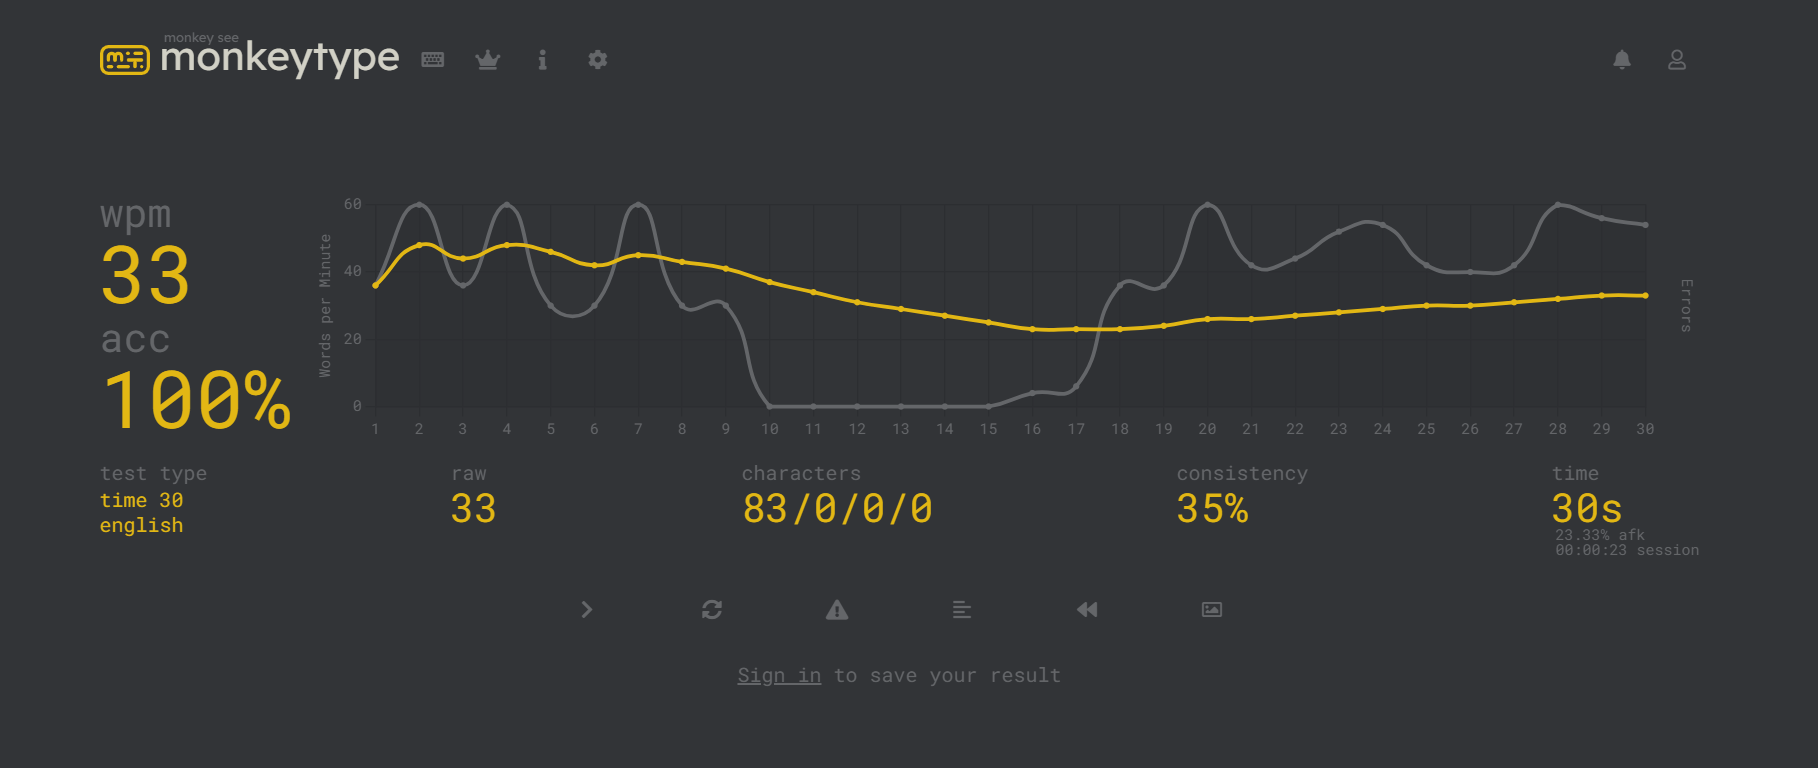 monkey see
monkeytype
wpm
33
acc
100%
Words per Minute
60
40
20
0
1 2 3 4 5 6 7 8 9 10 11 12 13 14 15 16 17 18 19 20 21 22 23 24 25 26 27 28 29 30
Errors
test type
time 30
english
raw
33
characters
83/0/0/0
consistency
35%
time
30s
23.33% afk
00:00:23 session
Sign in to save your result